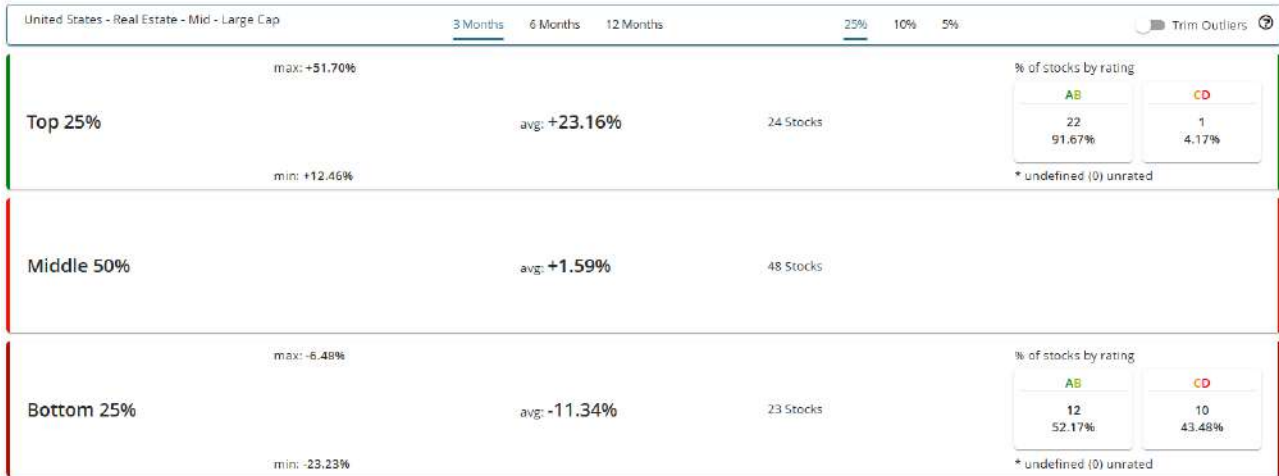 United States - Real Estate - Mid - Large Cap 3 Months 6 Months 12 Months 25% 10% 5% Trim Outliers ?
max: +51.70% % of stocks by rating
AB CD
Top 25% avg: +23.16% 24 Stocks 22 1
91.67% 4.17%
min: +12.46% * undefined (0) unrated
Middle 50% avg: +1.59% 48 Stocks
max: -6.48% % of stocks by rating
AB CD
Bottom 25% avg: -11.34% 23 Stocks 12 10
52.17% 43.48%
min: -23.23% * undefined (0) unrated